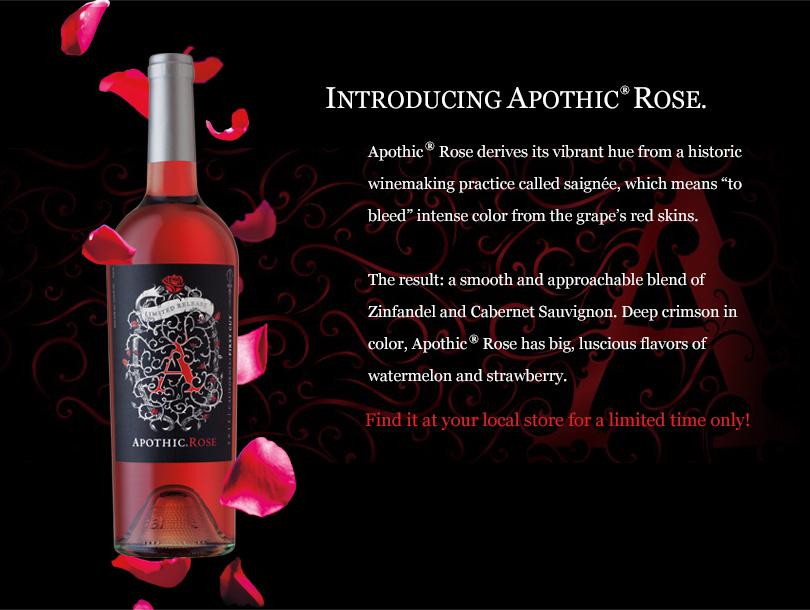 INTRODUCING APOTHIC® ROSE.
Apothic® Rose derives its vibrant hue from a historic
winemaking practice called saignée, which means “to
bleed” intense color from the grape’s red skins.
The result: a smooth and approachable blend of
Zinfandel and Cabernet Sauvignon. Deep crimson in
color, Apothic® Rose has big, luscious flavors of
watermelon and strawberry.
Find it at your local store for a limited time only!
LIMITED RELEASE
A
FIRST CUT
APOTHIC.ROSE